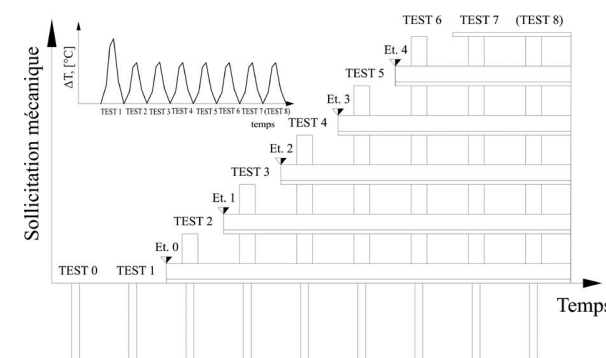 TEST 6 TEST 7 (TEST 8)
Sollicitation mécanique
ΔT, [°C]
TEST 1 TEST 2 TEST 3 TEST 4 TEST 5 TEST 6 TEST 7 (TEST 8)
temps
Et. 4
TEST 5
Et. 3
TEST 4
Et. 2
TEST 3
Et. 1
TEST 2
Et. 0
TEST 0 TEST 1
Temps